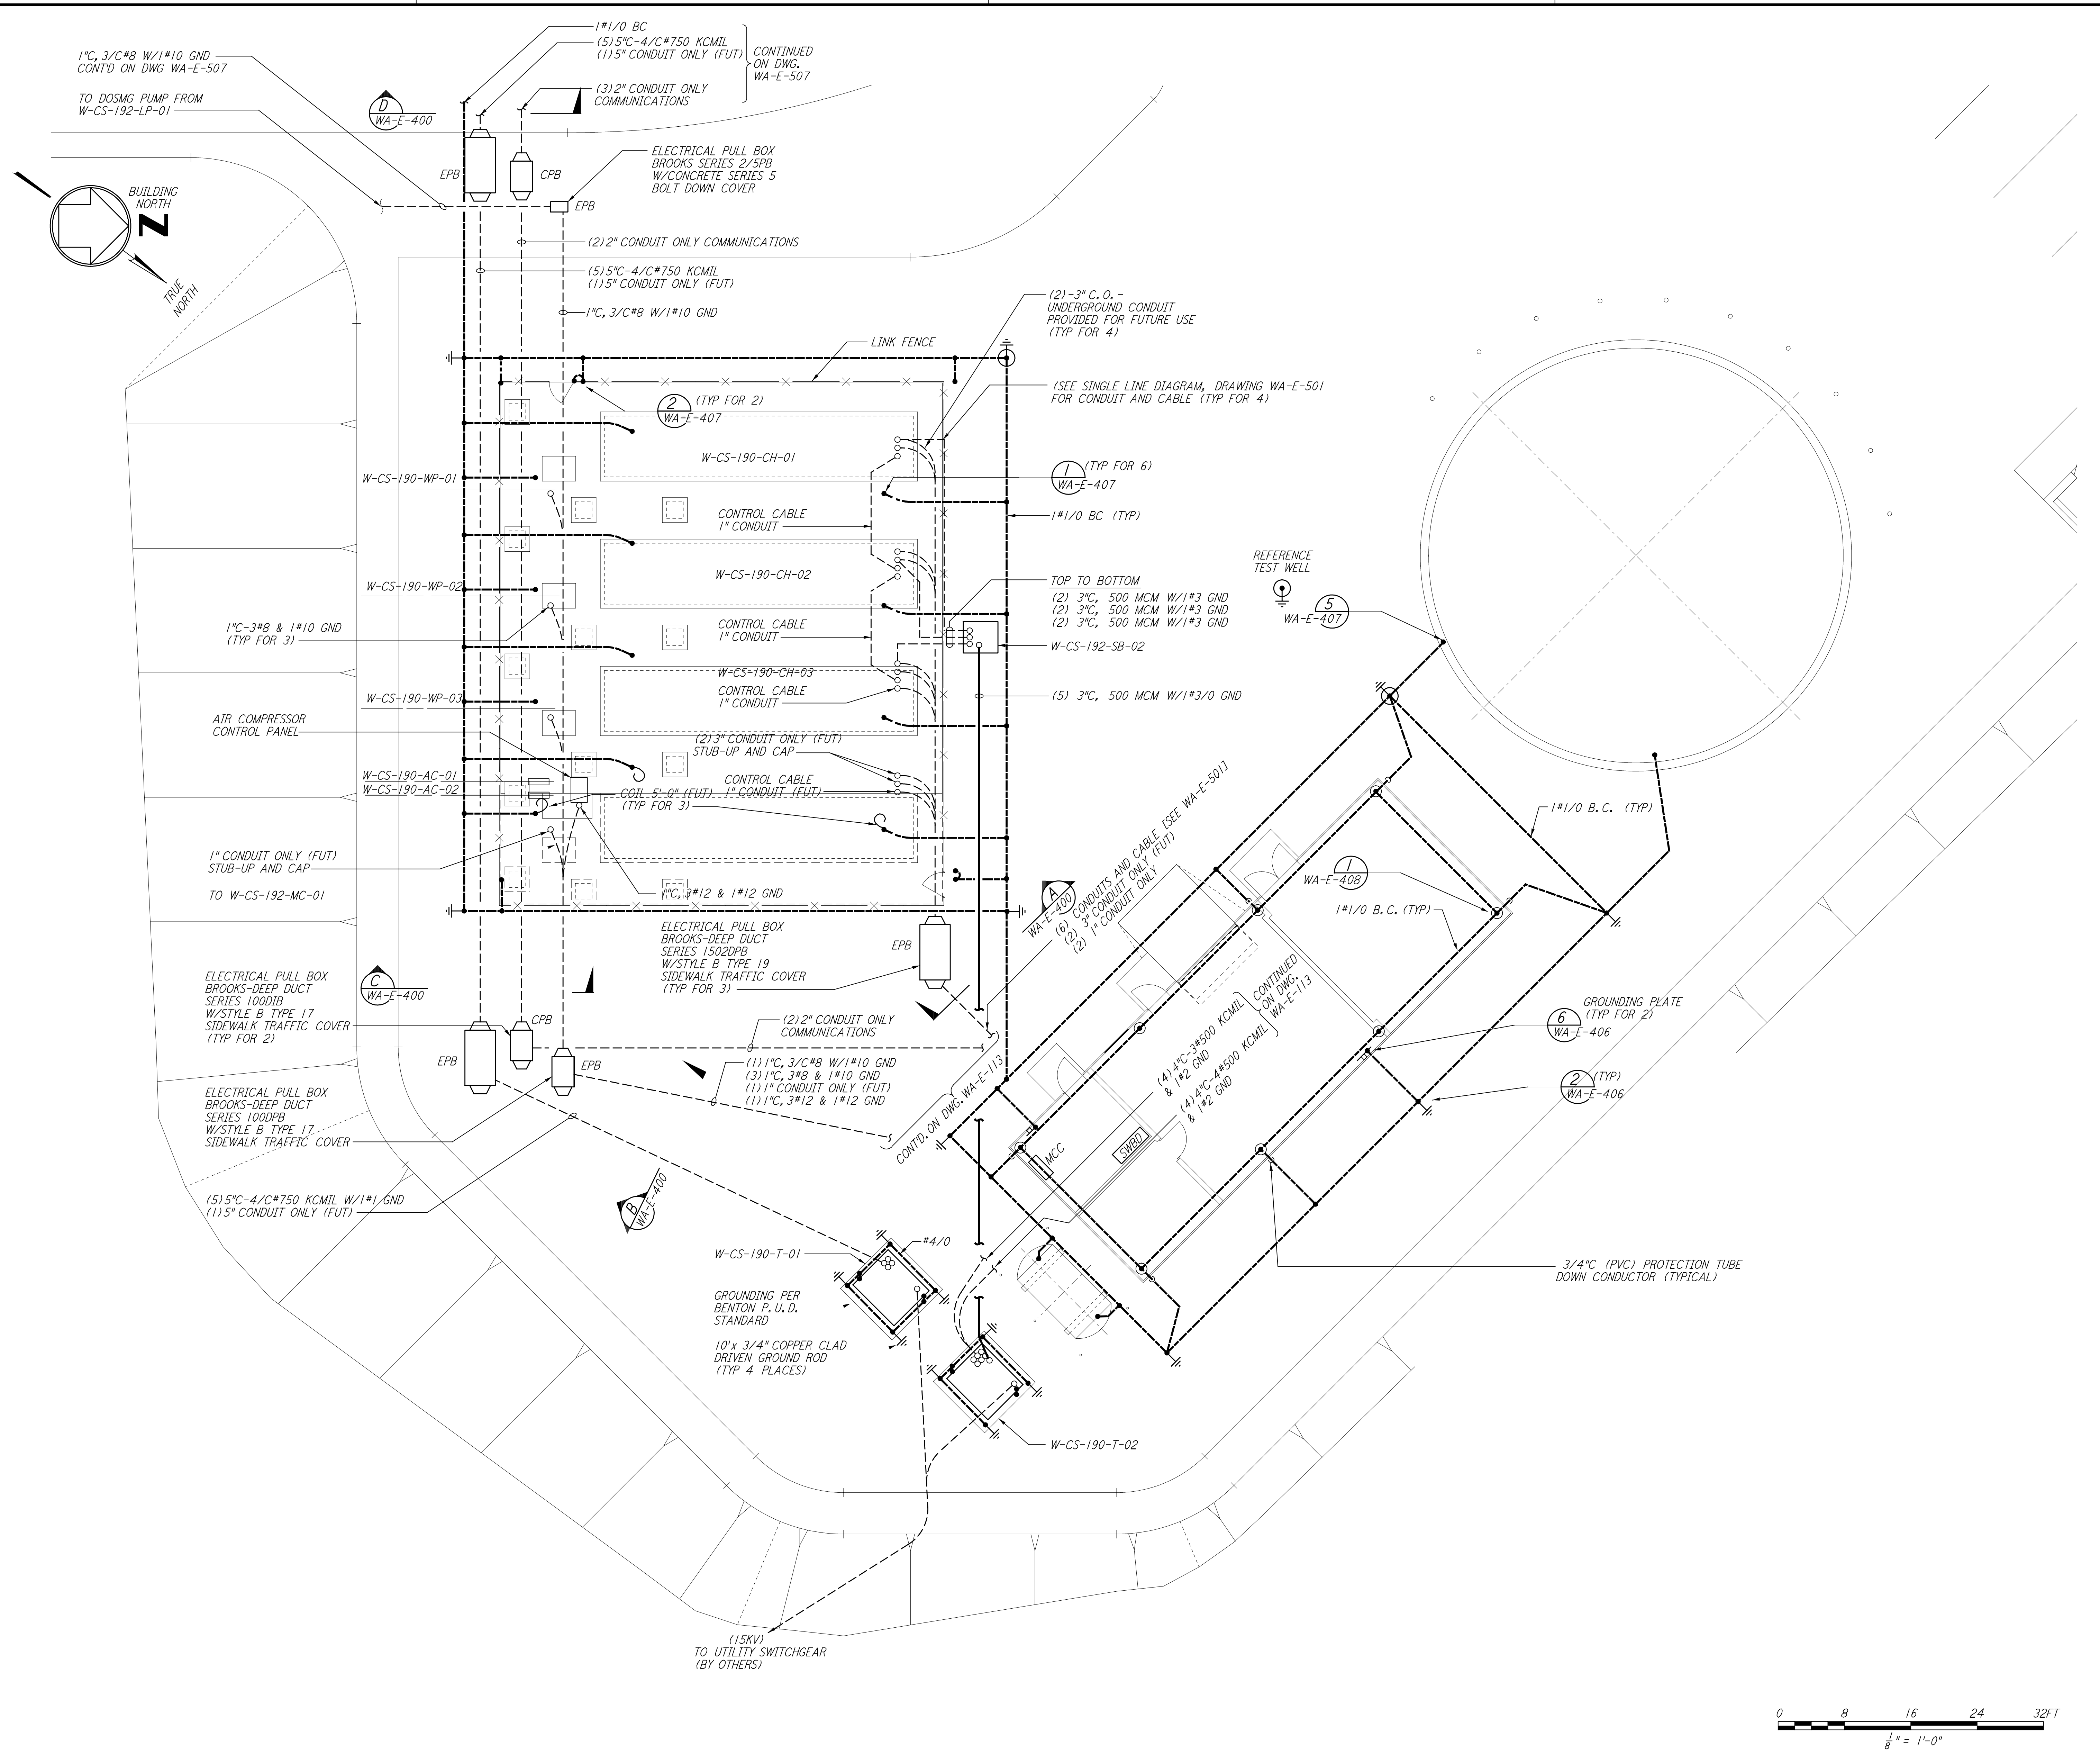 1#1/0 BC
(5)5"C-4/C#750 KCMIL
(1)5" CONDUIT ONLY (FUT)
CONTINUED
ON DWG.
WA-E-507
(3)2" CONDUIT ONLY
COMMUNICATIONS
1"C, 3/C#8 W/1#10 GND
CONT'D ON DWG WA-E-507
TO DOSMG PUMP FROM
W-CS-192-LP-01
D
WA-E-400
EPB
CPB
ELECTRICAL PULL BOX
BROOKS SERIES 2/5PB
W/CONCRETE SERIES 5
BOLT DOWN COVER
EPB
BUILDING
NORTH
N
TRUE
NORTH
(2)2" CONDUIT ONLY COMMUNICATIONS
(5)5"C-4/C#750 KCMIL
(1)5" CONDUIT ONLY (FUT)
1"C, 3/C#8 W/1#10 GND
(2)-3" C.O.-
UNDERGROUND CONDUIT
PROVIDED FOR FUTURE USE
(TYP FOR 4)
LINK FENCE
(SEE SINGLE LINE DIAGRAM, DRAWING WA-E-501
FOR CONDUIT AND CABLE (TYP FOR 4)
2
(TYP FOR 2)
WA-E-407
W-CS-190-CH-01
W-CS-190-WP-01
1
(TYP FOR 6)
WA-E-407
CONTROL CABLE
1" CONDUIT
1#1/0 BC (TYP)
W-CS-190-CH-02
W-CS-190-WP-02
REFERENCE
TEST WELL
5
WA-E-407
TOP TO BOTTOM
(2) 3"C, 500 MCM W/1#3 GND
(2) 3"C, 500 MCM W/1#3 GND
(2) 3"C, 500 MCM W/1#3 GND
W-CS-192-SB-02
1"C-3#8 & 1#10 GND
(TYP FOR 3)
CONTROL CABLE
1" CONDUIT
W-CS-190-CH-03
CONTROL CABLE
1" CONDUIT
(5) 3"C, 500 MCM W/1#3/0 GND
W-CS-190-WP-03
AIR COMPRESSOR
CONTROL PANEL
(2)3" CONDUIT ONLY (FUT)
STUB-UP AND CAP
W-CS-190-AC-01
W-CS-190-AC-02
CONTROL CABLE
1" CONDUIT (FUT)
COIL 5'-0" (FUT)
(TYP FOR 3)
1" CONDUIT ONLY (FUT)
STUB-UP AND CAP
TO W-CS-192-MC-01
1"C, 3#12 & 1#12 GND
A
WA-E-400
(6) CONDUITS AND CABLE [SEE WA-E-501]
(2) 3" CONDUIT ONLY (FUT)
(2) 1" CONDUIT ONLY
1#1/0 B.C. (TYP)
1
WA-E-408
1#1/0 B.C.(TYP)
ELECTRICAL PULL BOX
BROOKS-DEEP DUCT
SERIES 1502DPB
W/STYLE B TYPE 19
SIDEWALK TRAFFIC COVER
(TYP FOR 3)
EPB
C
WA-E-400
ELECTRICAL PULL BOX
BROOKS-DEEP DUCT
SERIES 100DIB
W/STYLE B TYPE 17
SIDEWALK TRAFFIC COVER
(TYP FOR 2)
CPB
EPB
EPB
(2)2" CONDUIT ONLY
COMMUNICATIONS
(1)1"C, 3/C#8 W/1#10 GND
(3)1"C, 3#8 & 1#10 GND
(1)1" CONDUIT ONLY (FUT)
(1)1"C, 3#12 & 1#12 GND
CONT'D. ON DWG. WA-E-113
(4)4"C-3#500 KCMIL
& 1#2 GND
(4)4"C-4#500 KCMIL
& 1#2 GND
CONTINUED
ON DWG.
WA-E-113
GROUNDING PLATE
(TYP FOR 2)
6
WA-E-406
2
(TYP)
WA-E-406
ELECTRICAL PULL BOX
BROOKS-DEEP DUCT
SERIES 100DPB
W/STYLE B TYPE 17
SIDEWALK TRAFFIC COVER
MCC
SWBD
(5)5"C-4/C#750 KCMIL W/1#1 GND
(1)5" CONDUIT ONLY (FUT)
B
WA-E-400
W-CS-190-T-01
#4/0
GROUNDING PER
BENTON P.U.D.
STANDARD
10'x 3/4" COPPER CLAD
DRIVEN GROUND ROD
(TYP 4 PLACES)
3/4"C (PVC) PROTECTION TUBE
DOWN CONDUCTOR (TYPICAL)
W-CS-190-T-02
(15KV)
TO UTILITY SWITCHGEAR
(BY OTHERS)
0 8 16 24 32FT
1/8" = 1'-0"